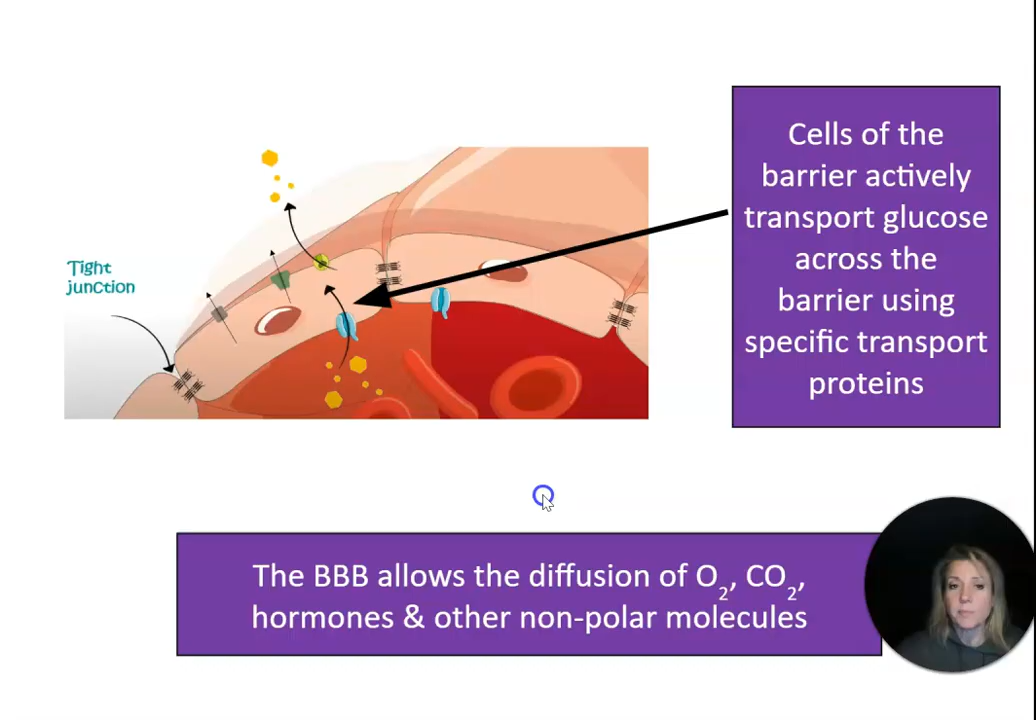 Tight
junction
Cells of the
barrier actively
transport glucose
across the
barrier using
specific transport
proteins
The BBB allows the diffusion of O₂, CO₂,
hormones & other non-polar molecules